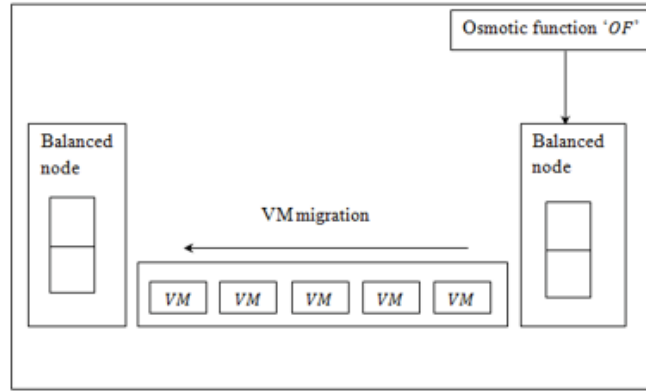 Osmotic function ‘OF’
Balanced
node
Balanced
node
VM migration
VM VM VM VM VM